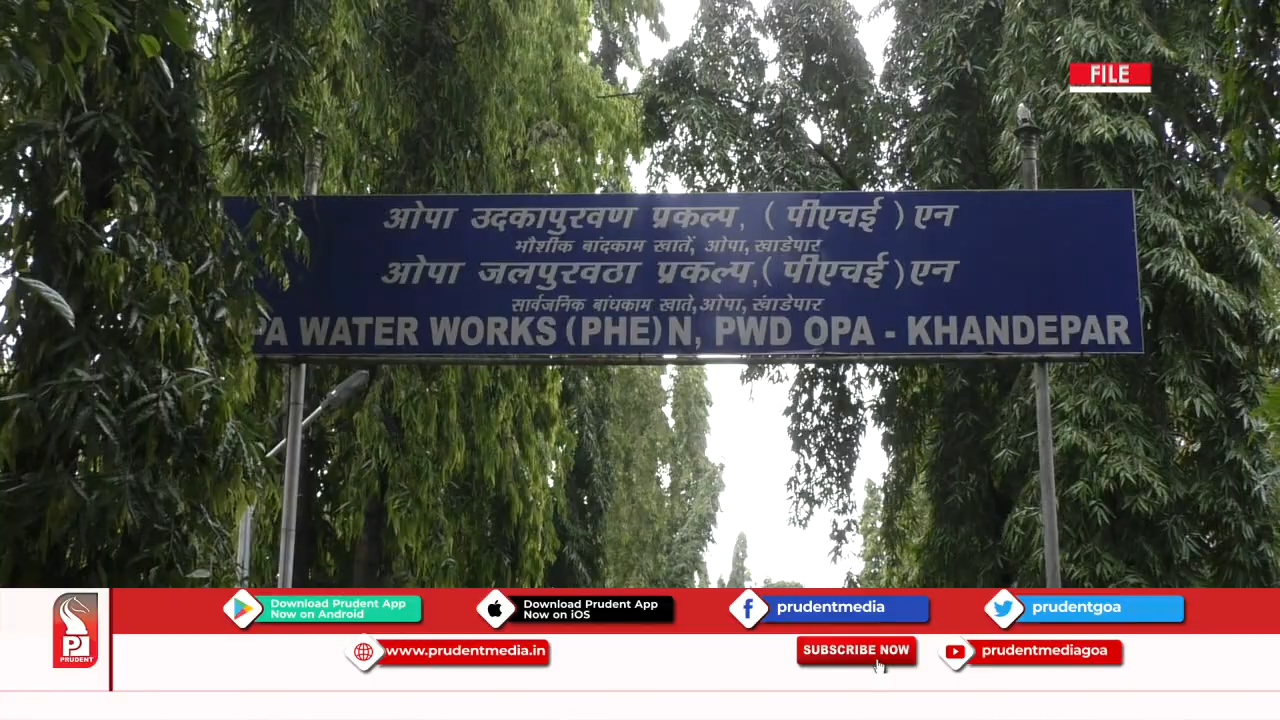 FILE
ओपा उदकापुरवण प्रकल्प, (पीएचई) एन
भौशीक बांदकाम खातें, ओपा, खाडेपार
ओपा जलपुरवठा प्रकल्प,(पीएचई)एन
सार्वजनिक बांधकाम खाते,ओपा, खांडेपार
PA WATER WORKS (PHE) N, PWD OPA - KHANDEPAR
Download Prudent App
Now on Android
Download Prudent App
Now on iOS
prudentmedia
prudentgoa
PRUDENT
www.prudentmedia.in
SUBSCRIBE NOW
prudentmediagoa